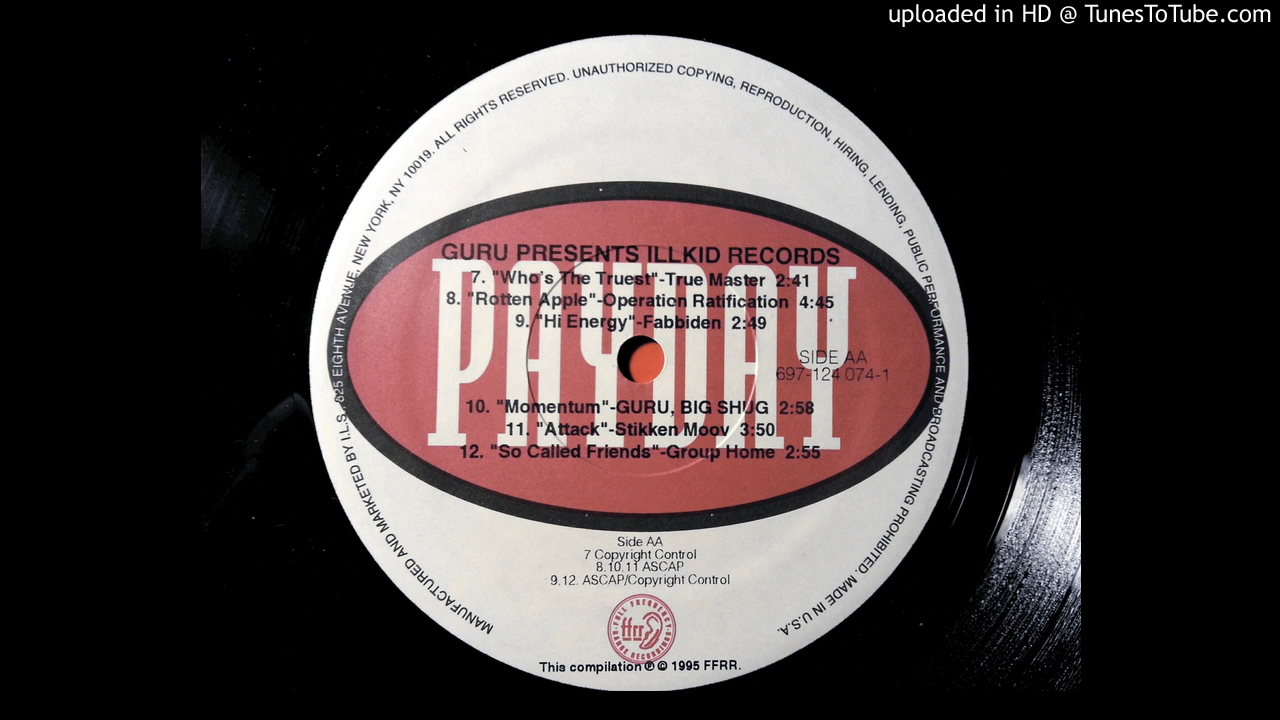 uploaded in HD @ TunesToTube.com
MANUFACTURED AND MARKETED BY I.L.S., 825 EIGHTH AVENUE, NEW YORK, NY 10019. ALL RIGHTS RESERVED. UNAUTHORIZED COPYING, REPRODUCTION, HIRING, LENDING, PUBLIC PERFORMANCE AND BROADCASTING PROHIBITED. MADE IN U.S.A.
PAYDAY
GURU PRESENTS ILLKID RECORDS
7. "Who's The Truest"-True Master 2:41
8. "Rotten Apple"-Operation Ratification 4:45
9. "Hi Energy"-Fabbiden 2:49
SIDE AA
697-124 074-1
10. "Momentum"-GURU, BIG SHUG 2:58
11. "Attack"-Stikken Moov 3:50
12. "So Called Friends"-Group Home 2:55
Side AA
7 Copyright Control
8.10.11 ASCAP
9.12. ASCAP/Copyright Control
FULL FREQUENCY
ffrr
RANGE RECORDINGS
This compilation ℗ © 1995 FFRR.